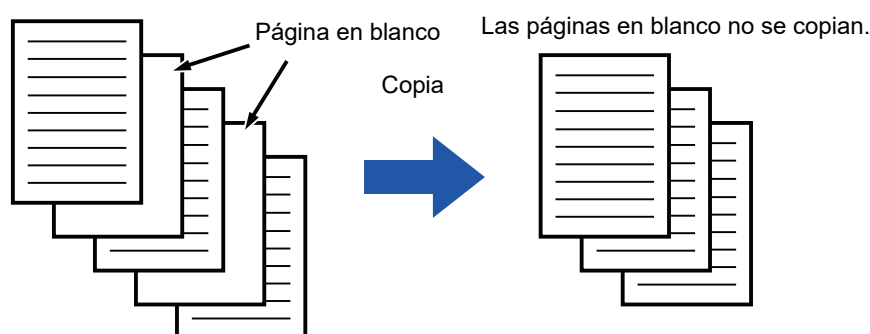 Página en blanco
Las páginas en blanco no se copian.
Copia